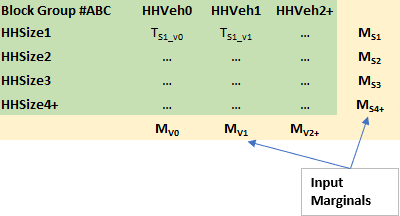 Block Group #ABC HHVeh0 HHVeh1 HHVeh2+
HHSize1 TS1_v0 TS1_v1 ... MS1
HHSize2 ... ... ... MS2
HHSize3 ... ... ... MS3
HHSize4+ ... ... ... MS4+
MV0 MV1 MV2+
Input
Marginals